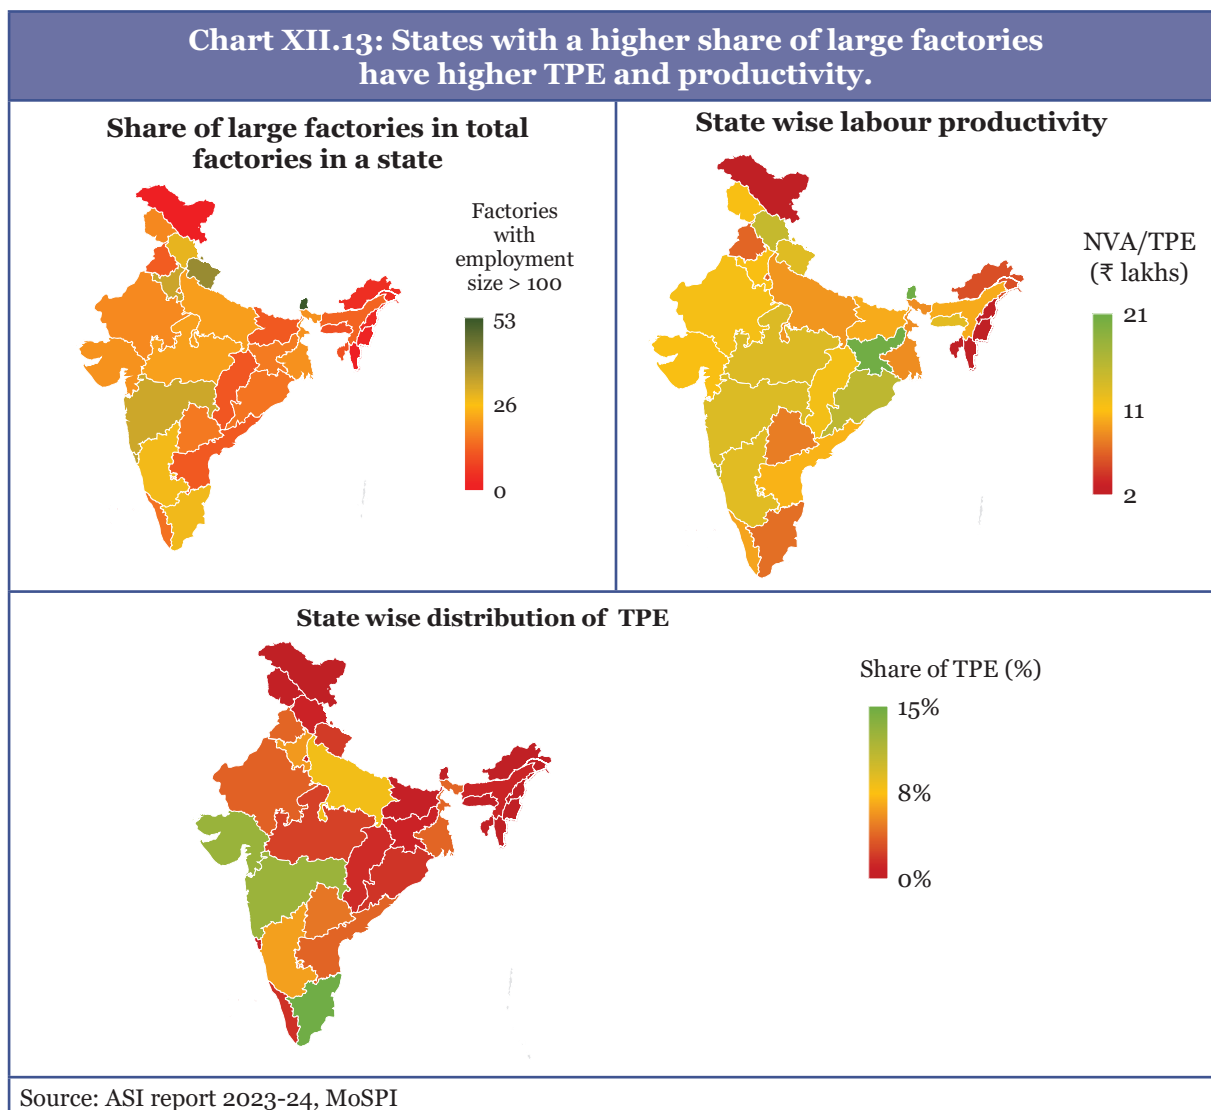 Chart XII.13: States with a higher share of large factories
have higher TPE and productivity.
Share of large factories in total
factories in a state
Factories
with
employment
size > 100
53
26
0
State wise labour productivity
NVA/TPE
(₹ lakhs)
21
11
2
State wise distribution of TPE
Share of TPE (%)
15%
8%
0%
Source: ASI report 2023-24, MoSPI